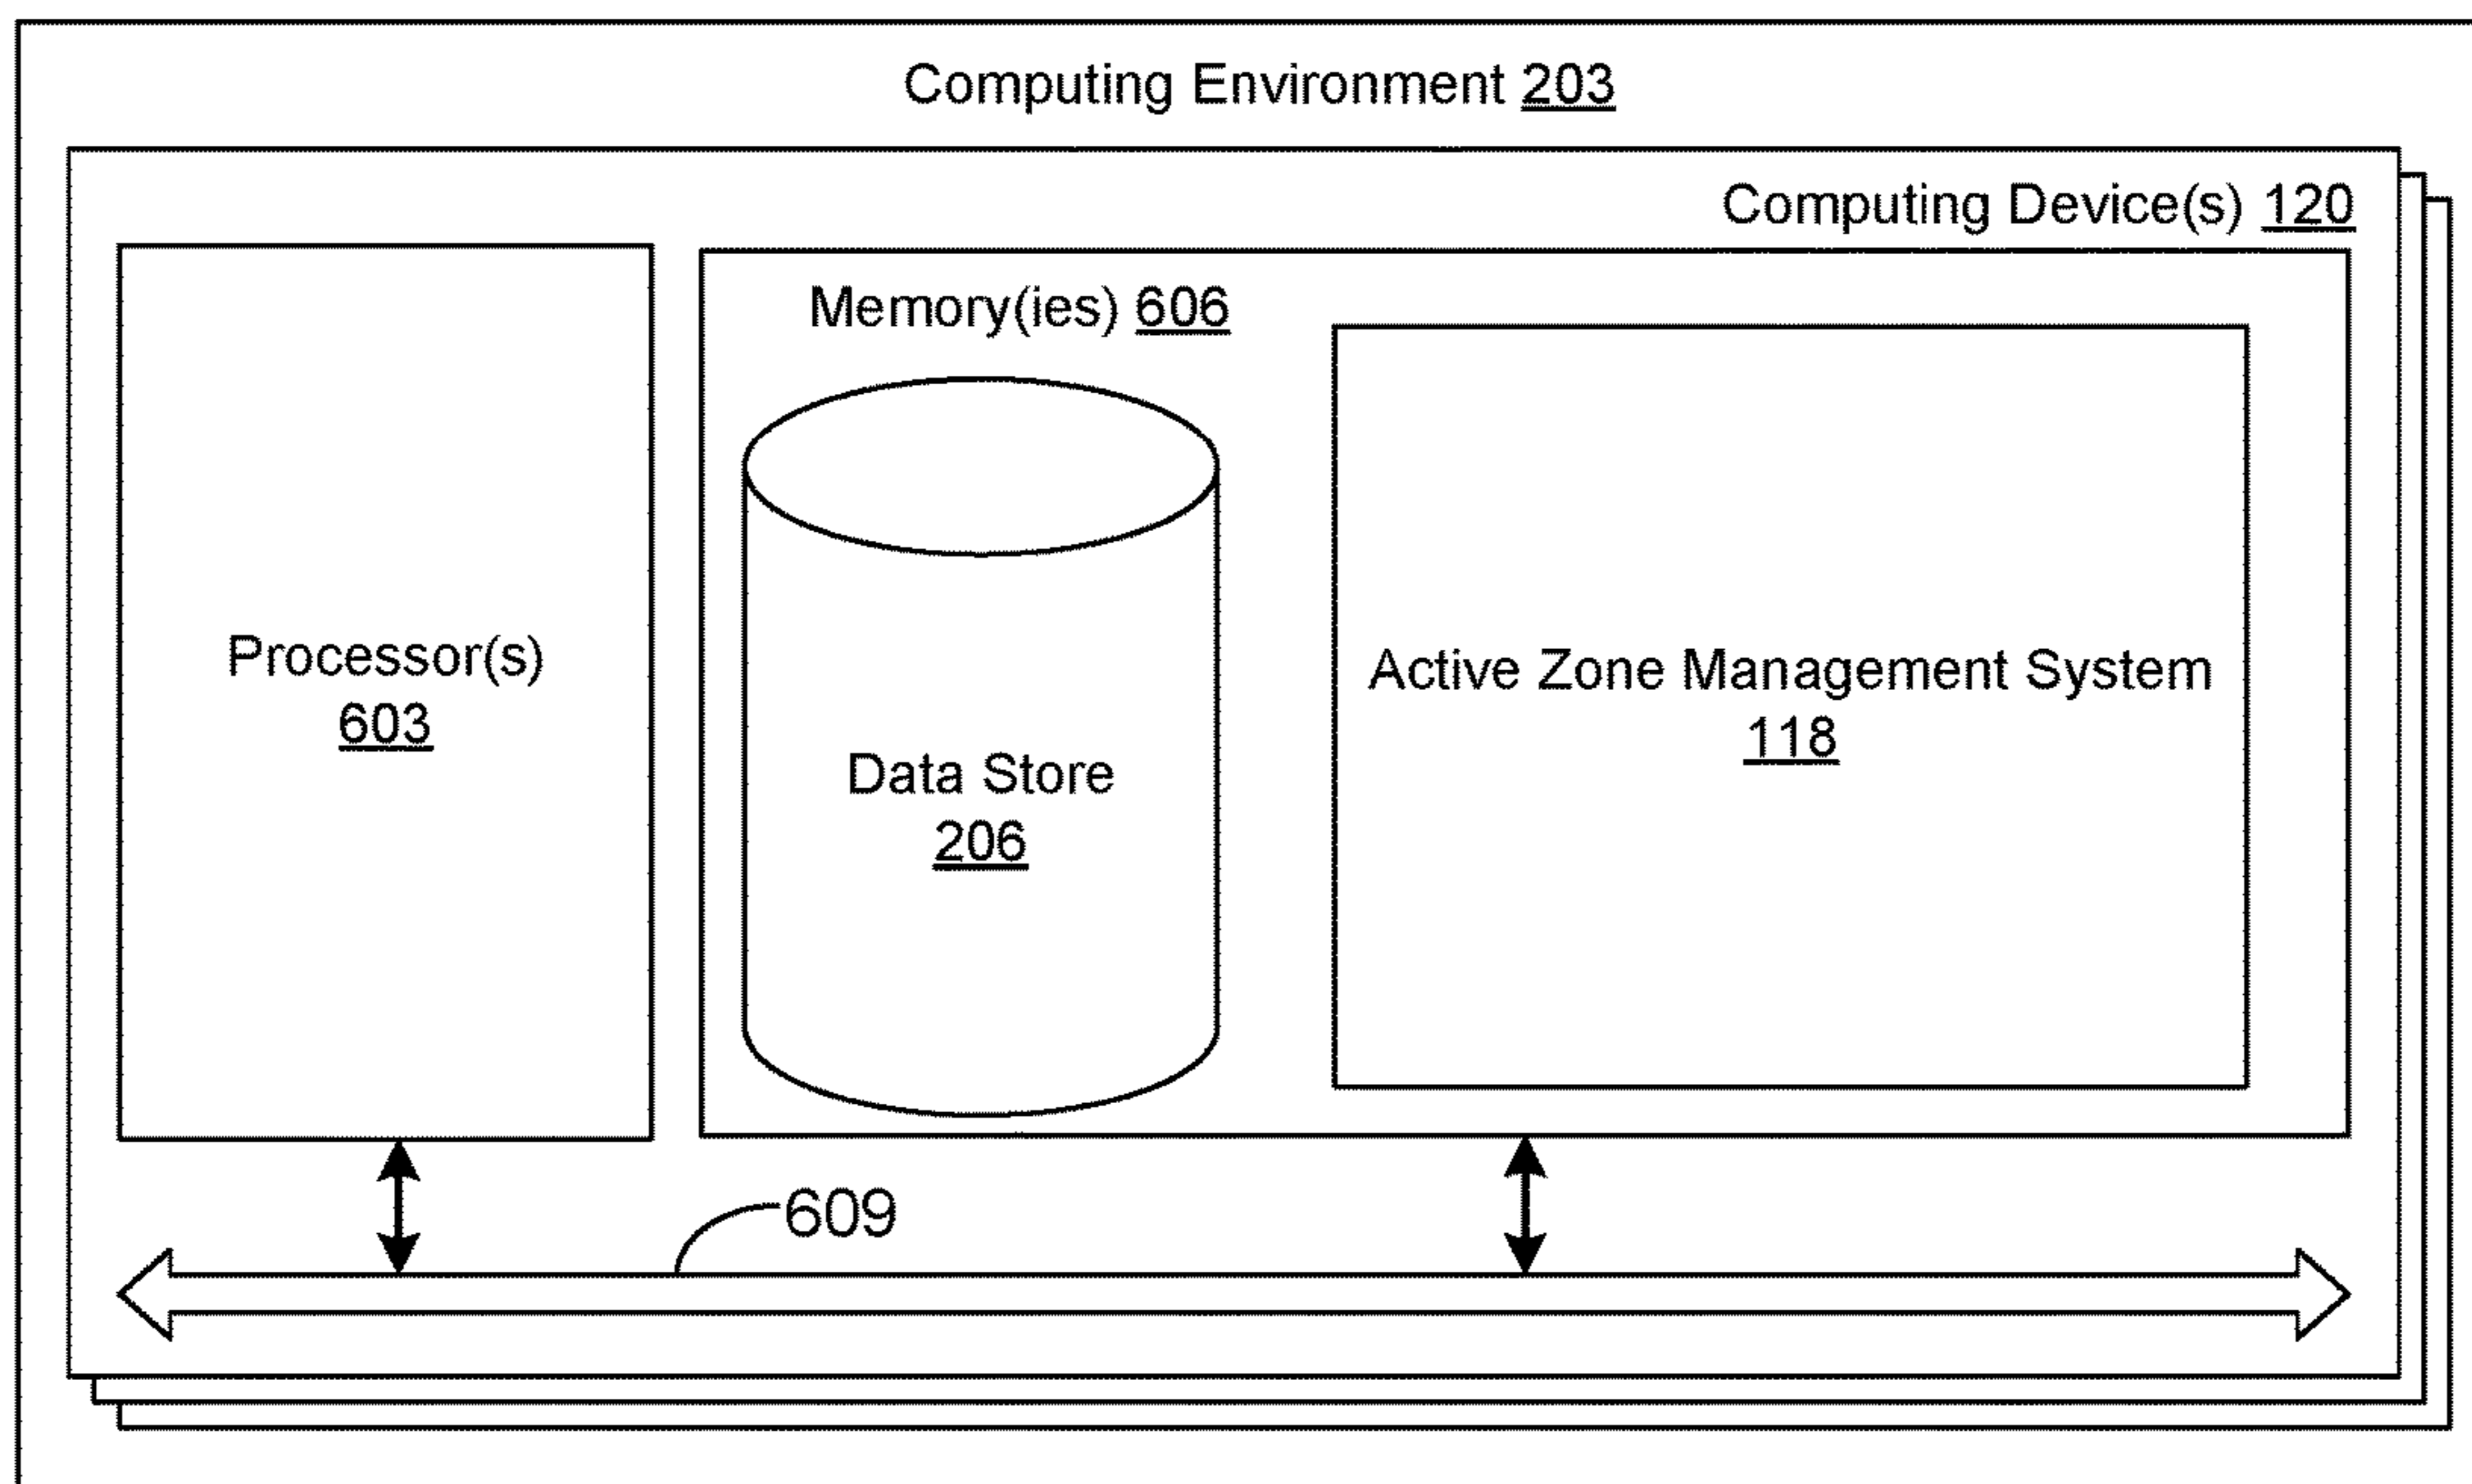 Computing Environment 203
Computing Device(s) 120
Memory(ies) 606
Processor(s)
603
Active Zone Management System
118
Data Store
206
609